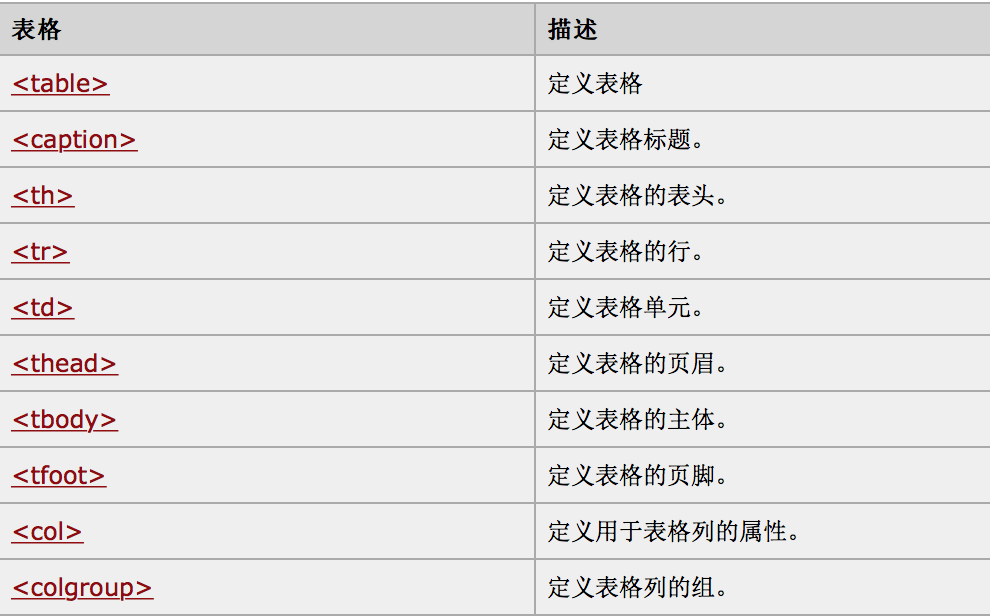 表格 描述
<table> 定义表格
<caption> 定义表格标题。
<th> 定义表格的表头。
<tr> 定义表格的行。
<td> 定义表格单元。
<thead> 定义表格的页眉。
<tbody> 定义表格的主体。
<tfoot> 定义表格的页脚。
<col> 定义用于表格列的属性。
<colgroup> 定义表格列的组。